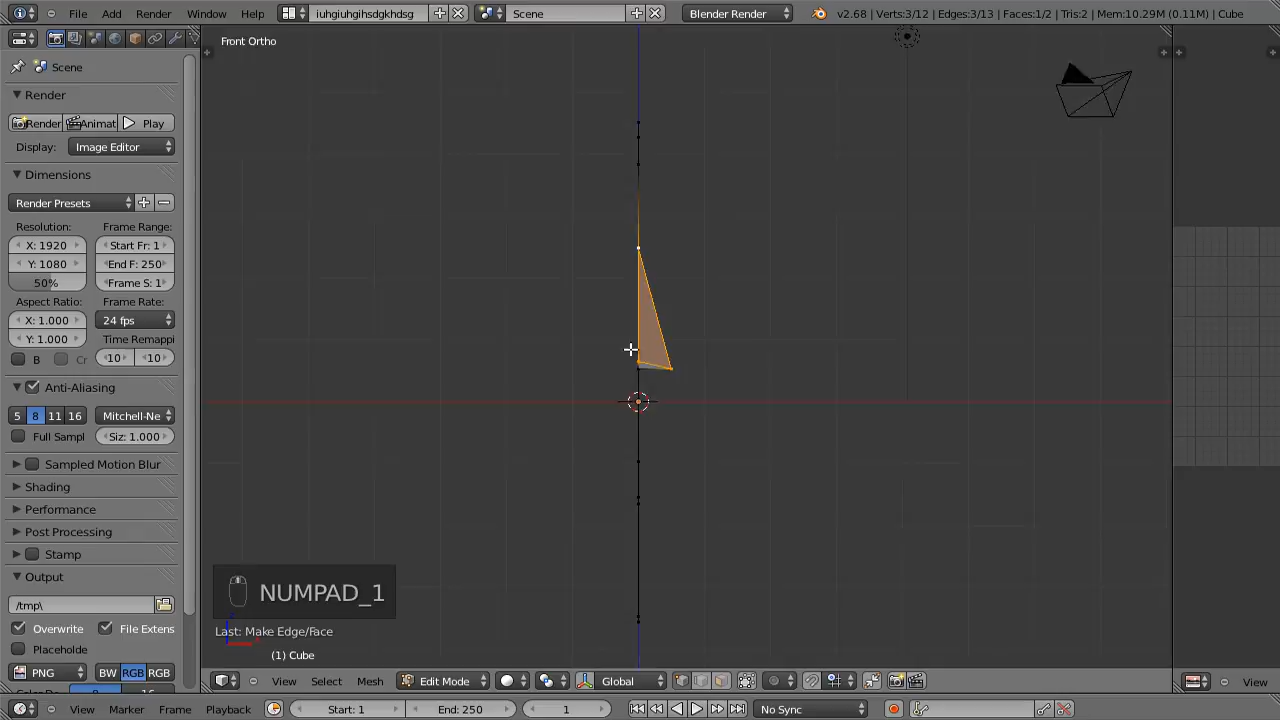 File Add Render Window Help iuhgiuhgihsdgkhdsg Scene Blender Render v2.68 | Verts:3/12 | Edges:3/13 | Faces:1/2 | Tris:2 | Mem:10.29M (0.11M) | Cube
Front Ortho
Scene
Render
Render Animat Play
Display: Image Editor
Dimensions
Render Presets
Resolution: Frame Range:
X: 1920 Start Fr: 1
Y: 1080 End F: 250
50% Frame S: 1
Aspect Ratio: Frame Rate:
X: 1.000 24 fps
Y: 1.000 Time Remappi
B Cr 10 10
Anti-Aliasing
5 8 11 16 Mitchell-Ne
Full Sampl Siz: 1.000
Sampled Motion Blur
Shading
Performance
Post Processing
Stamp
Output
/tmp\
Overwrite File Extens
Placeholde
PNG BW RGB RGB
NUMPAD_1
Last: Make Edge/Face
(1) Cube
View Select Mesh Edit Mode Global View
View Marker Frame Playback Start: 1 End: 250 1 No Sync